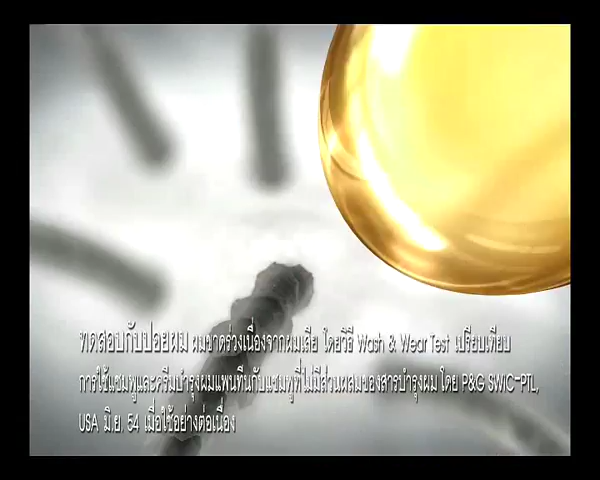 ทดสอบกับปอยผม ผมขาดร่วงเนื่องจากผมเสีย โดยวิธี Wash & Wear Test เปรียบเทียบ
การใช้แชมพูและครีมบำรุงผมแพนทีนกับแชมพูที่ไม่มีส่วนผสมของสารบำรุงผม โดย P&G SWIC-PTL,
USA มิ.ย. 54 เมื่อใช้อย่างต่อเนื่อง